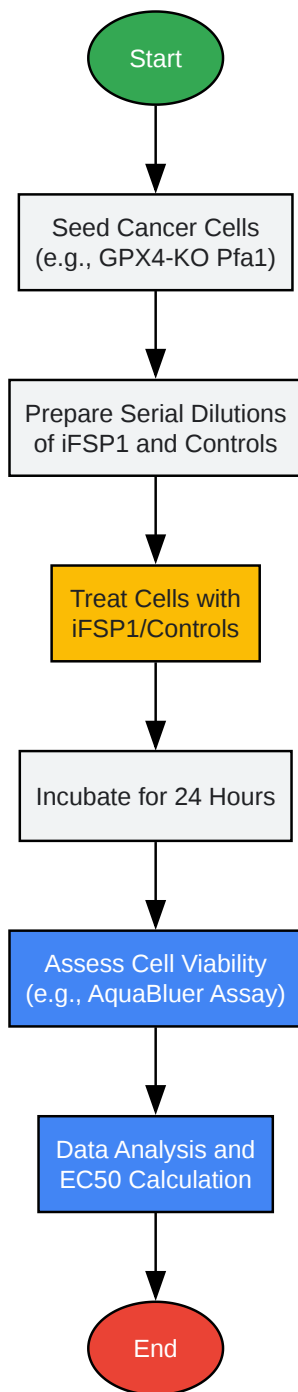 Start
Seed Cancer Cells
(e.g., GPX4-KO Pfa1)
Prepare Serial Dilutions
of iFSP1 and Controls
Treat Cells with
iFSP1/Controls
Incubate for 24 Hours
Assess Cell Viability
(e.g., AquaBluer Assay)
Data Analysis and
EC50 Calculation
End